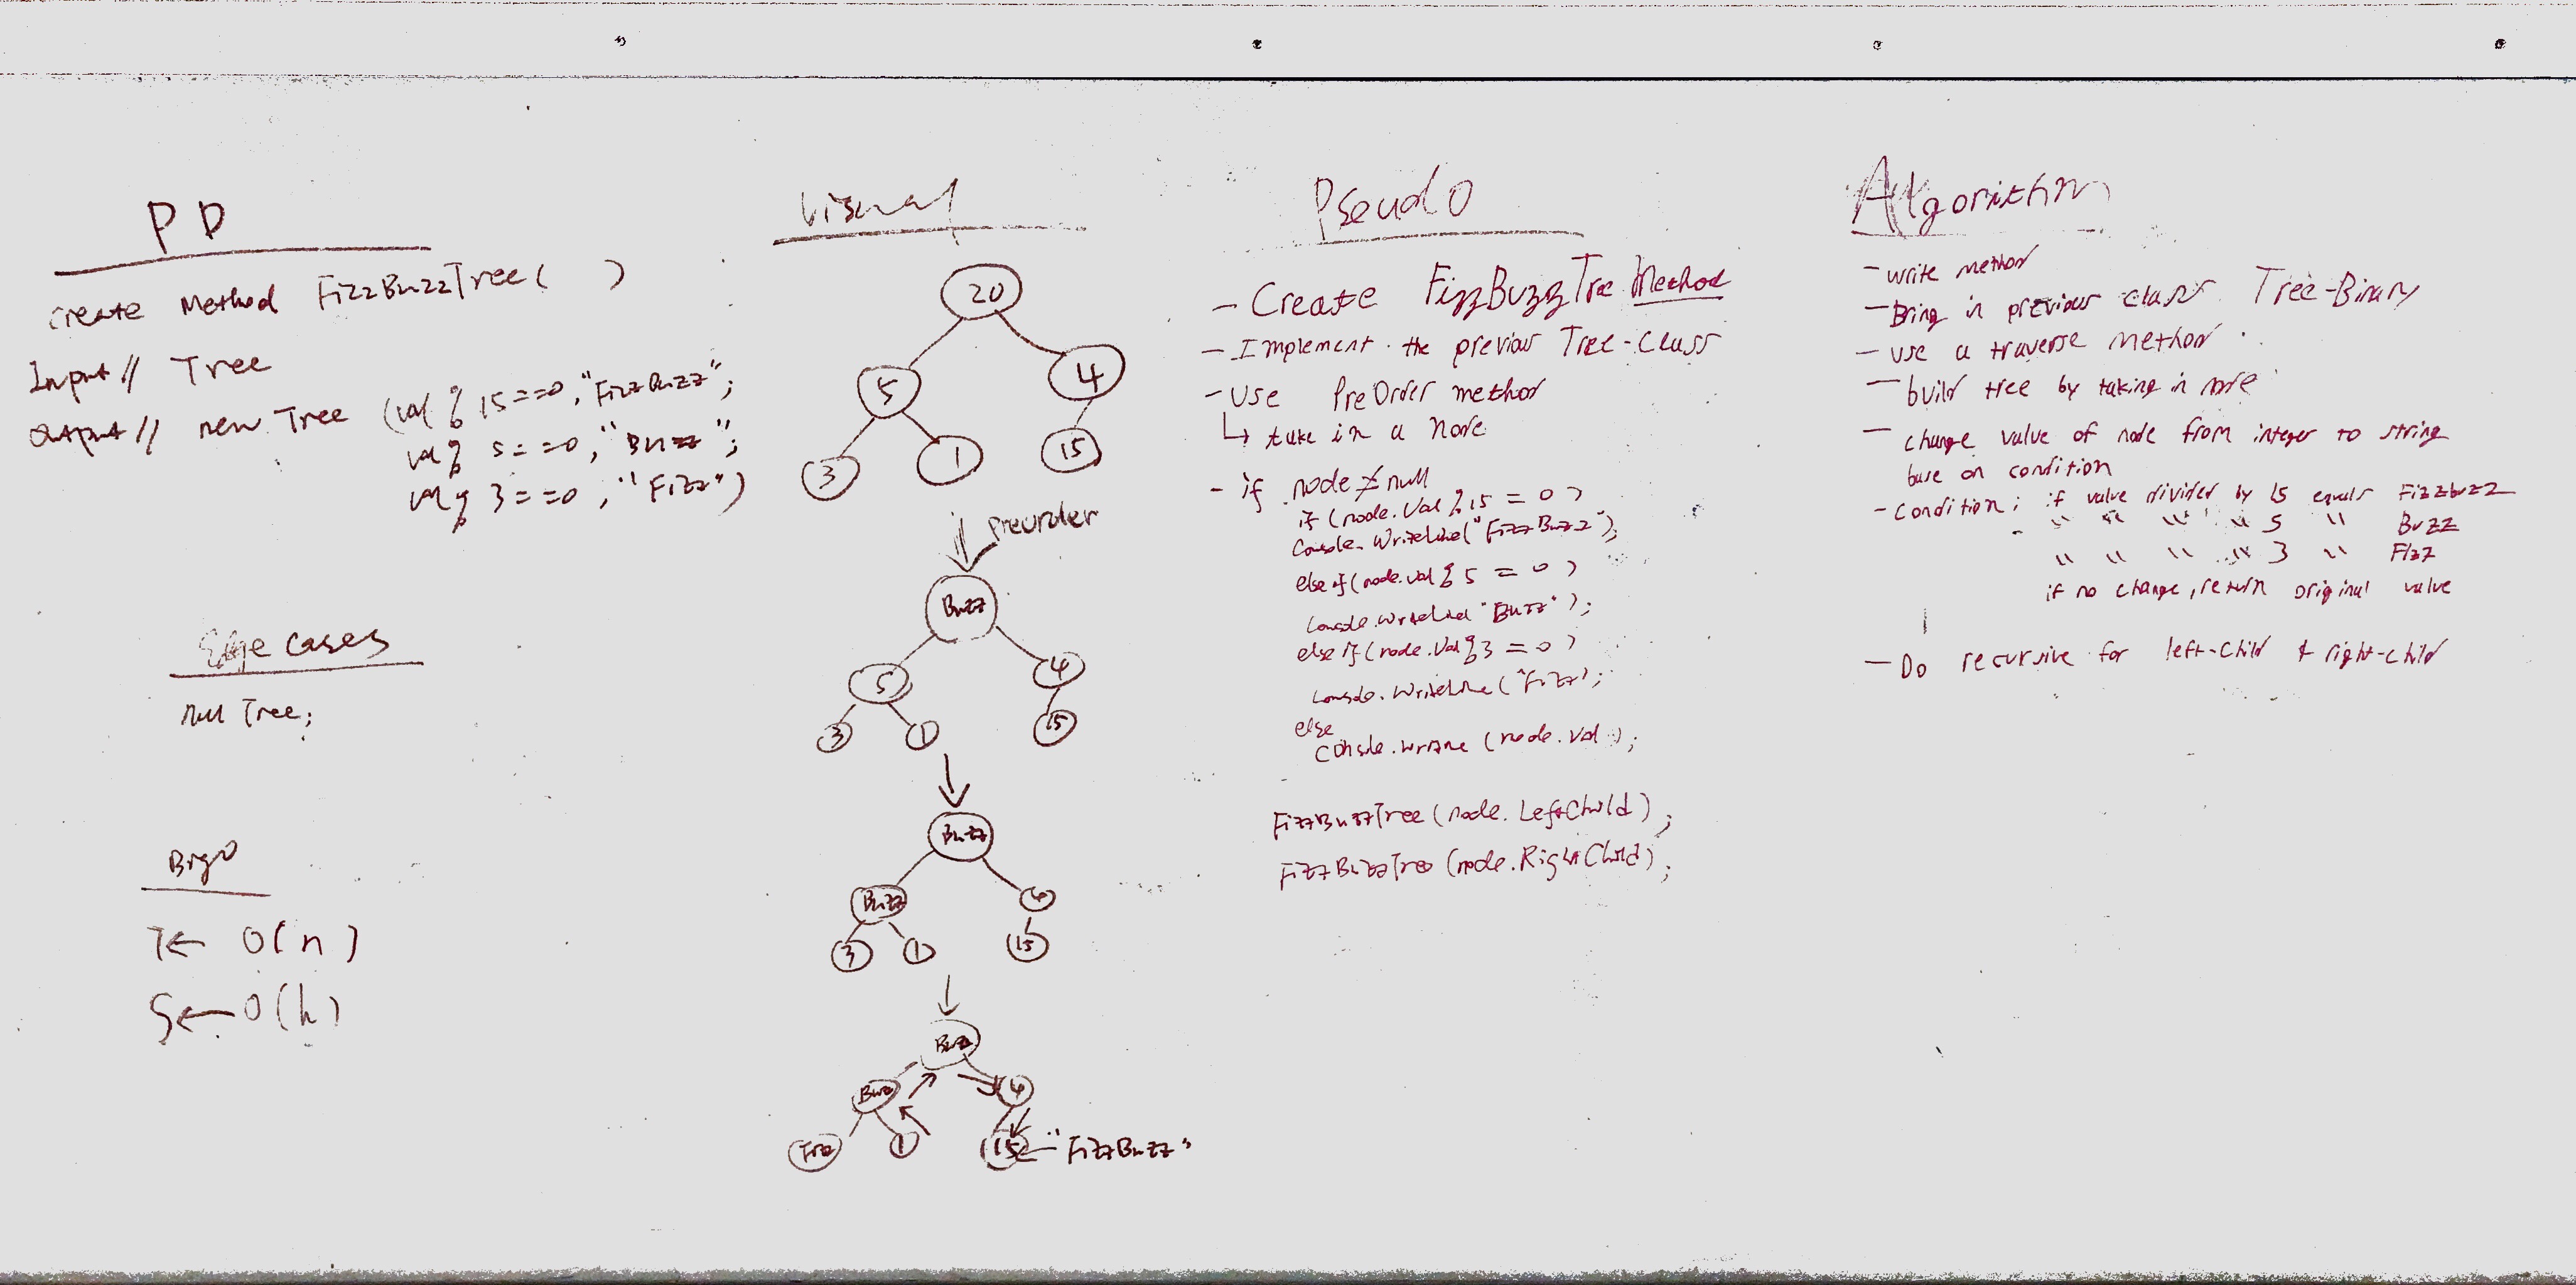 PD
Create Method FizzBuzzTree( )
Input // Tree
Output // new Tree (val % 15==0, "FizzBuzz";
val % 5==0, "Buzz";
val % 3==0, "Fizz")
Edge cases
null Tree;
BigO
T← O(n)
S← O(h)
Visual
20
5 4
3 1 15
Preorder
Buzz
5 4
3 1 15
Buzz
Buzz 4
3 1 15
Buzz
Buzz 4
Fizz 1 15 ← "FizzBuzz"
Pseudo
- Create FizzBuzzTree Method
- Implement the previous Tree-class
- Use PreOrder method
↳ take in a node
- if node ≠ null
if (node.Val % 15 = 0)
Console.WriteLine("FizzBuzz");
else if (node.val % 5 = 0)
Console.WriteLine "Buzz");
else if (node.Val % 3 = 0)
Console.WriteLine("Fizz);
else
Console.Writeline (node.val);
FizzBuzzTree (node.LeftChild);
FizzBuzzTree (node.RightChild);
Algorithm
- write method
- Bring in previous class Tree-Binary
- use a traverse method
- build tree by taking in node
- change value of node from integer to string
base on condition
- condition; if value divided by 15 equals Fizzbuzz
- " " " " 5 " Buzz
" " " " 3 " Fizz
if no change, return original value
- Do recursive for left-child & right-child